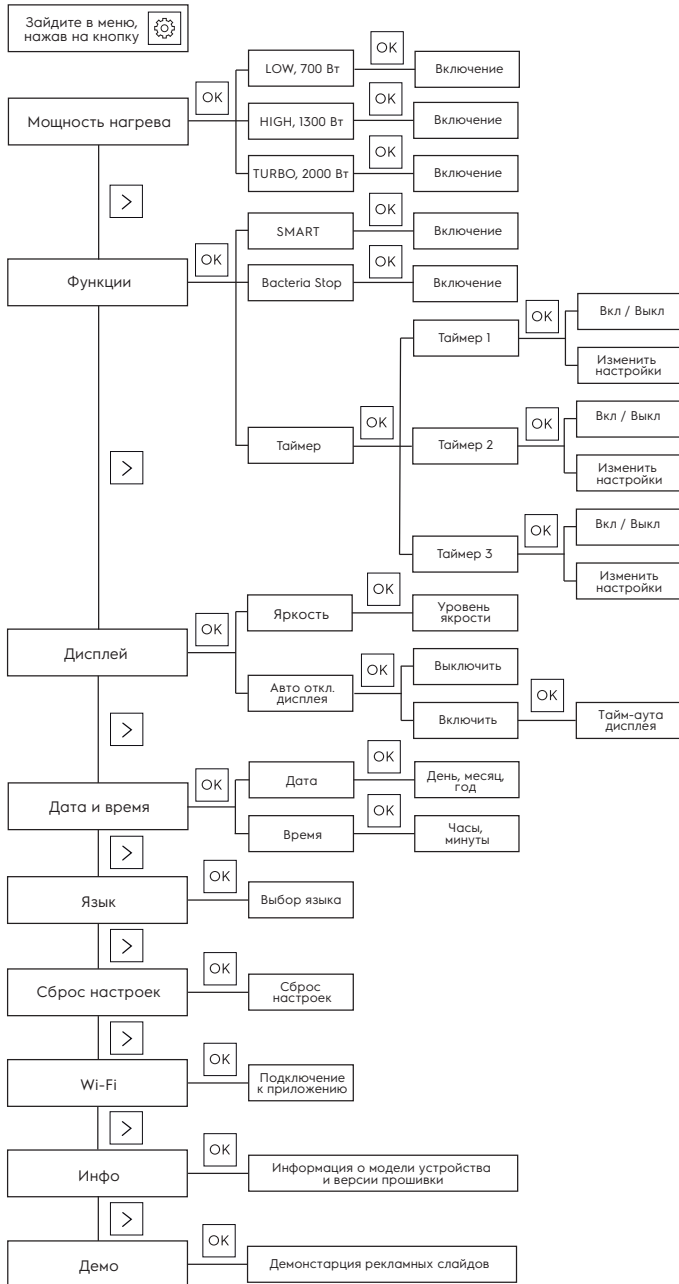 Зайдите в меню,
нажав на кнопку
OK
LOW, 700 Вт
OK
Включение
Мощность нагрева
HIGH, 1300 Вт
OK
Включение
TURBO, 2000 Вт
OK
Включение
>
OK
SMART
OK
Включение
Функции
Bacteria Stop
OK
Включение
Таймер
OK
Таймер 1
OK
Вкл / Выкл
Изменить
настройки
Таймер 2
OK
Вкл / Выкл
Изменить
настройки
Таймер 3
OK
Вкл / Выкл
Изменить
настройки
>
Дисплей
OK
Яркость
OK
Уровень
якрости
Авто откл.
дисплея
OK
Выключить
Включить
OK
Тайм-аута
дисплея
>
Дата и время
OK
Дата
OK
День, месяц,
год
Время
OK
Часы,
минуты
>
Язык
OK
Выбор языка
>
Сброс настроек
OK
Сброс
настроек
>
Wi-Fi
OK
Подключение
к приложению
>
Инфо
OK
Информация о модели устройства
и версии прошивки
>
Демо
OK
Демонстарция рекламных слайдов